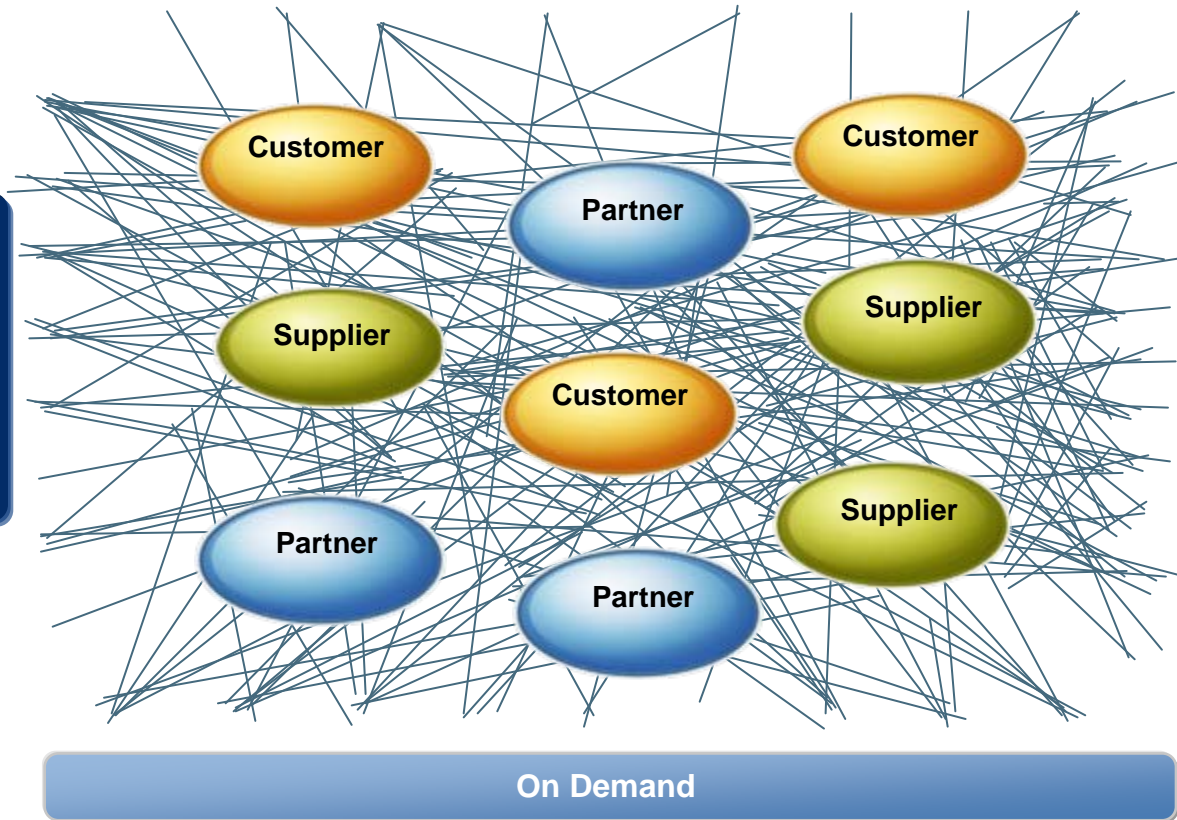 Customer
Customer
Partner
Supplier
Supplier
Customer
Supplier
Partner
Partner
On Demand